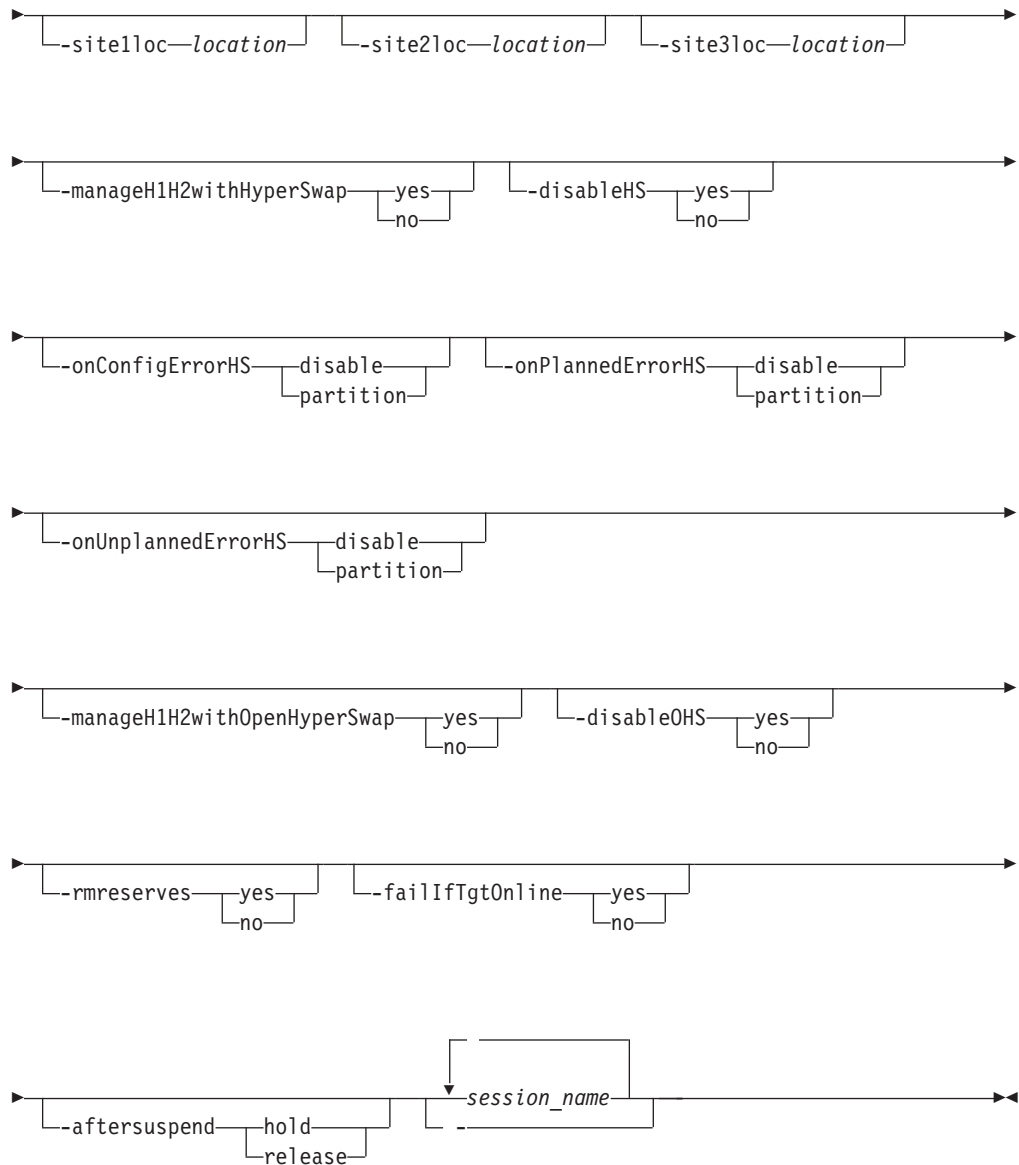 -site1loc location -site2loc location -site3loc location
-manageH1H2withHyperSwap yes -disableHS yes
no no
-onConfigErrorHS disable -onPlannedErrorHS disable
partition partition
-onUnplannedErrorHS disable
partition
-manageH1H2withOpenHyperSwap yes -disableOHS yes
no no
-rmreserves yes -failIfTgtOnline yes
no no
session_name
-aftersuspend hold -
release